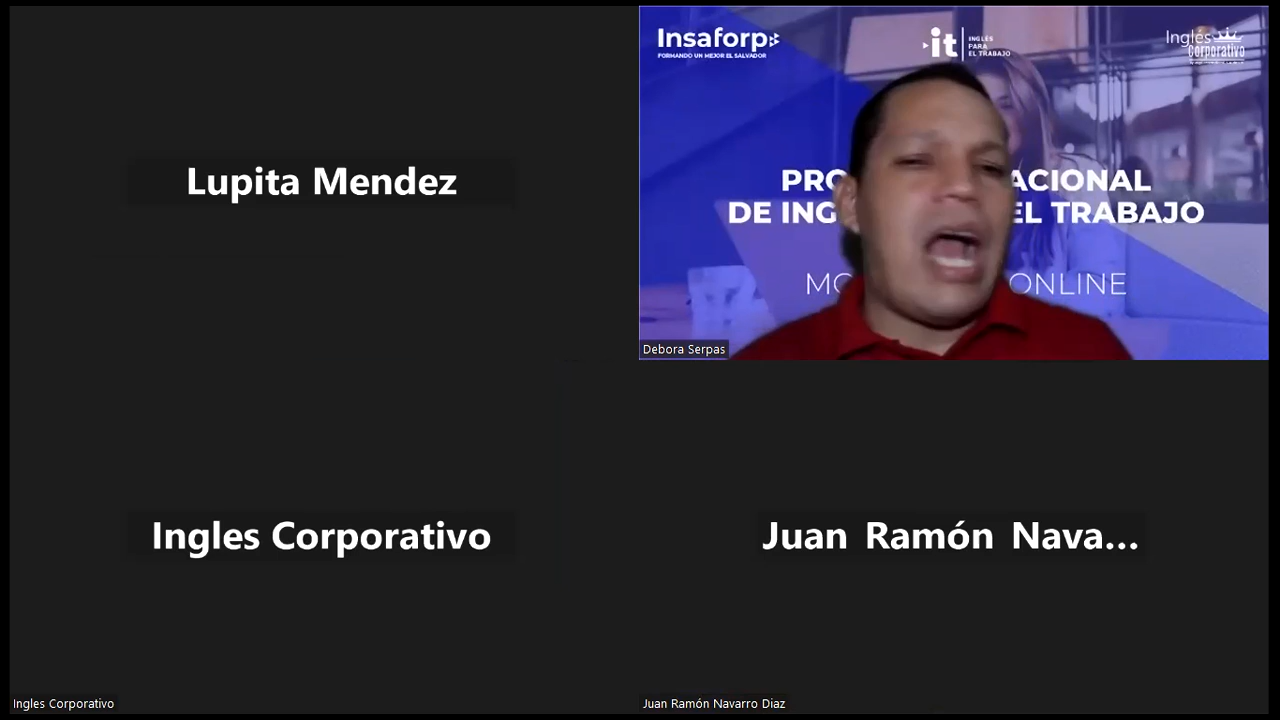 Lupita Mendez
Insaforp
FORMANDO UN MEJOR EL SALVADOR
it
INGLÉS
PARA
EL TRABAJO
Inglés
Corporativo
PRO ACIONAL
DE ING EL TRABAJO
MO ONLINE
Debora Serpas
Ingles Corporativo
Juan Ramón Nava...
Ingles Corporativo
Juan Ramón Navarro Diaz